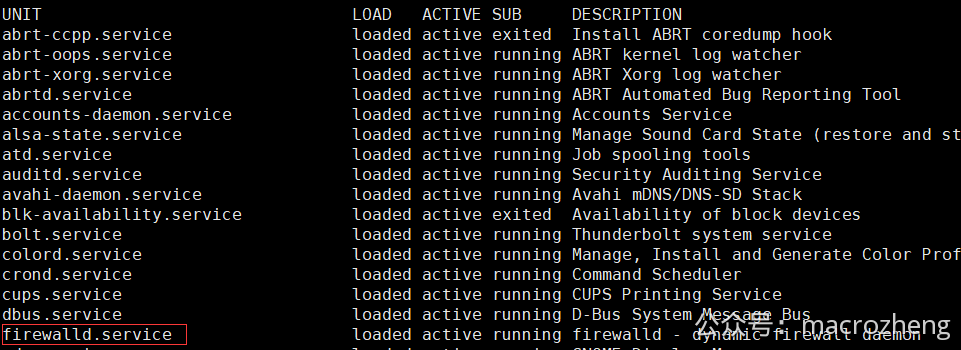 UNIT LOAD ACTIVE SUB DESCRIPTION
abrt-ccpp.service loaded active exited Install ABRT coredump hook
abrt-oops.service loaded active running ABRT kernel log watcher
abrt-xorg.service loaded active running ABRT Xorg log watcher
abrtd.service loaded active running ABRT Automated Bug Reporting Tool
accounts-daemon.service loaded active running Accounts Service
alsa-state.service loaded active running Manage Sound Card State (restore and st
atd.service loaded active running Job spooling tools
auditd.service loaded active running Security Auditing Service
avahi-daemon.service loaded active running Avahi mDNS/DNS-SD Stack
blk-availability.service loaded active exited Availability of block devices
bolt.service loaded active running Thunderbolt system service
colord.service loaded active running Manage, Install and Generate Color Prof
crond.service loaded active running Command Scheduler
cups.service loaded active running CUPS Printing Service
dbus.service loaded active running D-Bus System Message Bus
firewalld.service loaded active running firewalld - dynamic firewall daemon
公众号：macrozheng